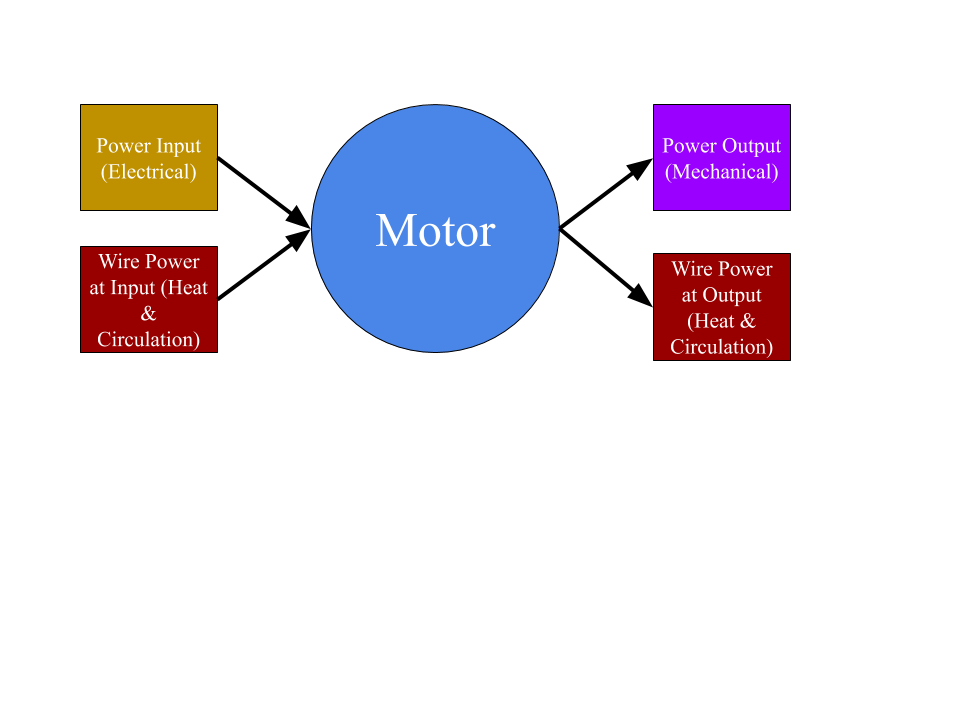 Power Input
(Electrical)
Wire Power
at Input (Heat
&
Circulation)
Motor
Power Output
(Mechanical)
Wire Power
at Output
(Heat &
Circulation)